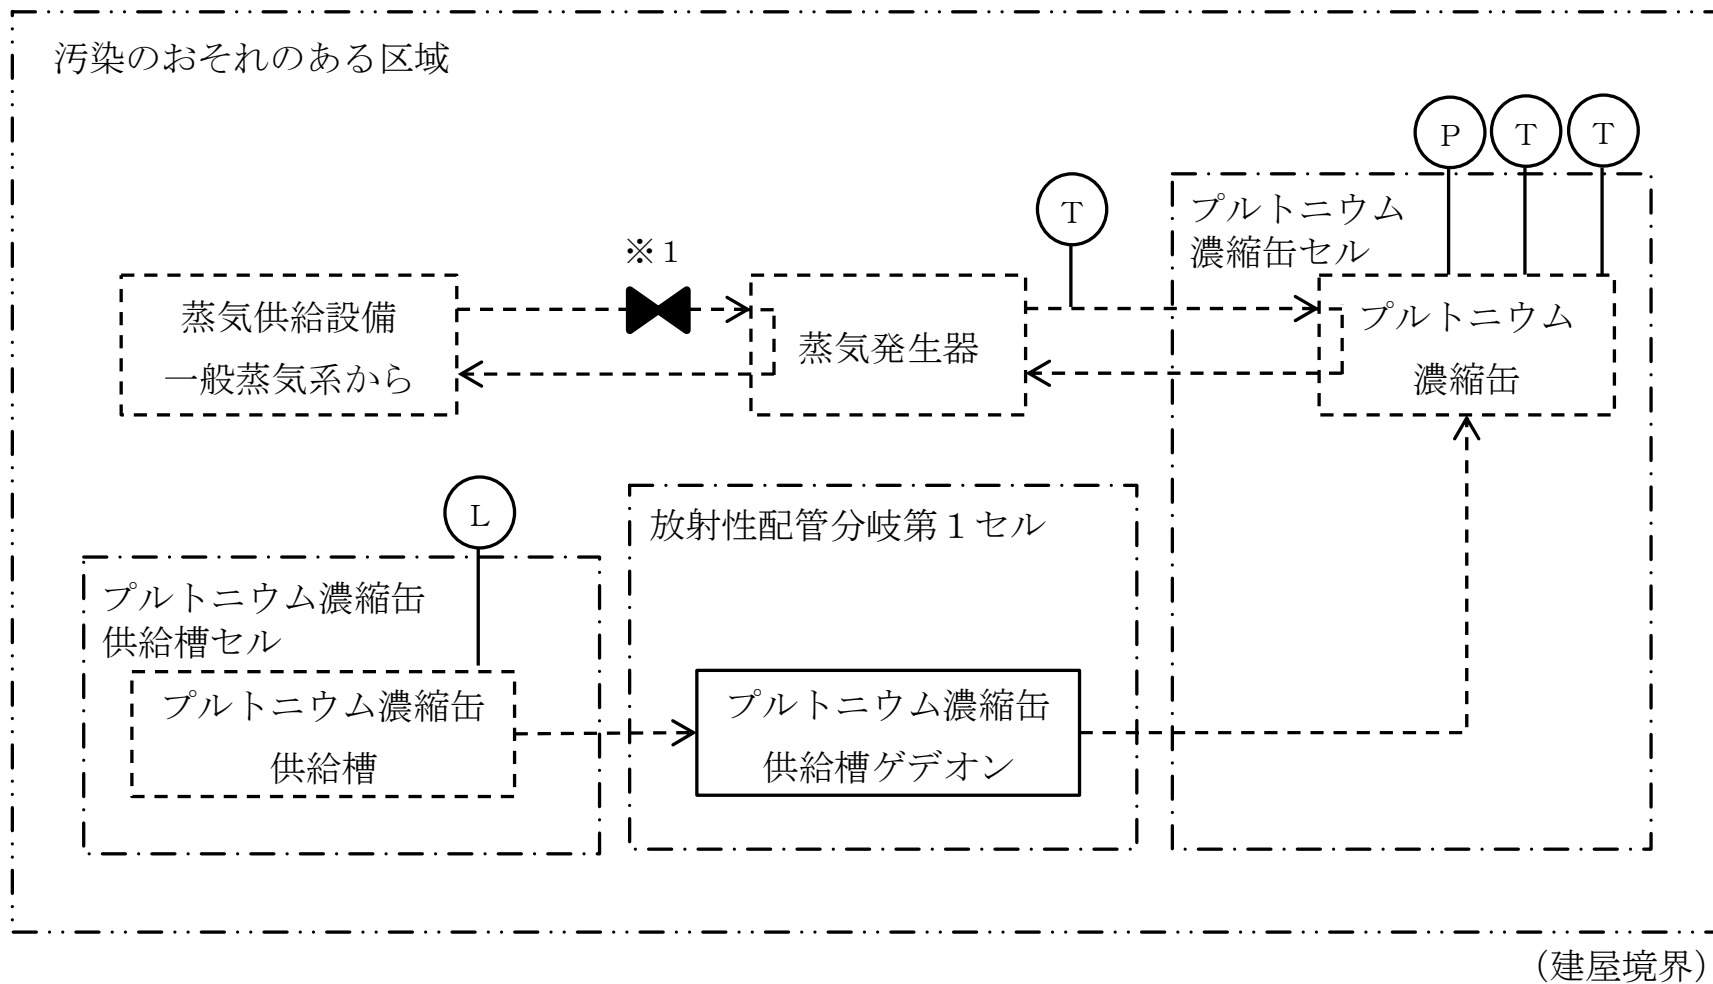 汚染のおそれのある区域
P
T
T
T
プルトニウム
濃縮缶セル
※１
蒸気供給設備
一般蒸気系から
蒸気発生器
プルトニウム
濃縮缶
L
放射性配管分岐第１セル
プルトニウム濃縮缶
供給槽セル
プルトニウム濃縮缶
供給槽
プルトニウム濃縮缶
供給槽ゲデオン
（建屋境界）